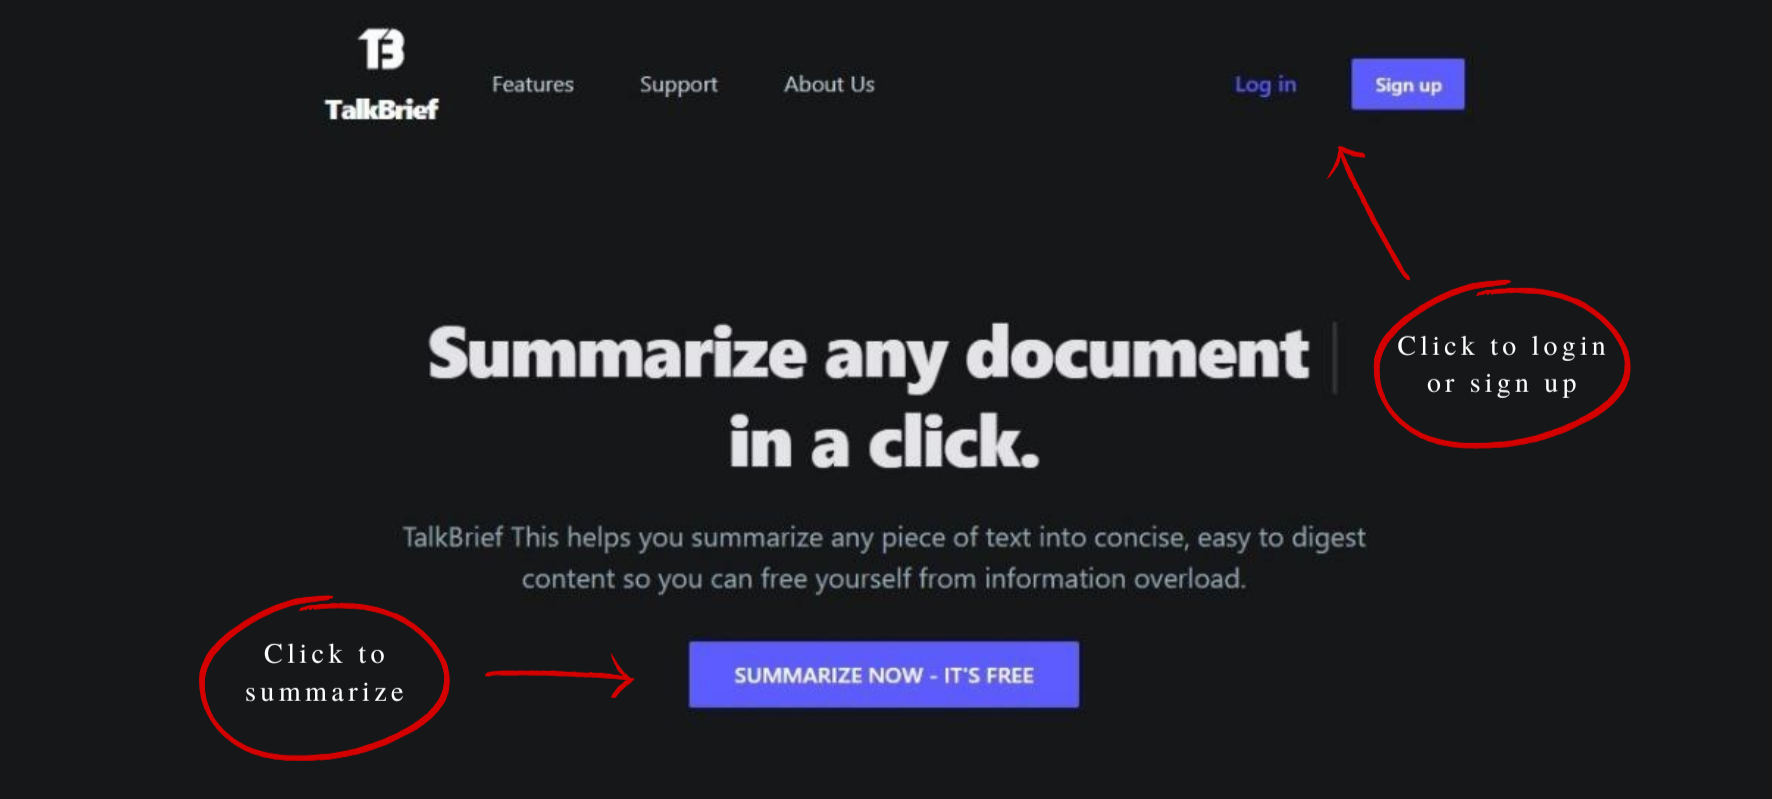 TB
TalkBrief
Features
Support
About Us
Log in
Sign up
Click to login
or sign up
Summarize any document
in a click.
TalkBrief This helps you summarize any piece of text into concise, easy to digest
content so you can free yourself from information overload.
Click to
summarize
SUMMARIZE NOW - IT'S FREE